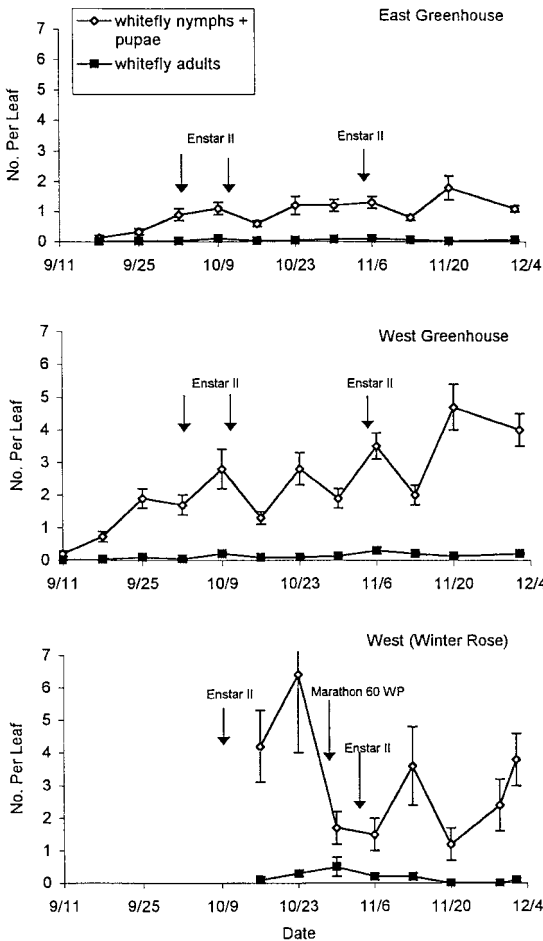 East Greenhouse
whitefly nymphs +
pupae
whitefly adults
No. Per Leaf
7
6
5
4
3
2
1
0
Enstar II
Enstar II
9/11 9/25 10/9 10/23 11/6 11/20 12/4
West Greenhouse
No. Per Leaf
7
6
5
4
3
2
1
0
Enstar II
Enstar II
9/11 9/25 10/9 10/23 11/6 11/20 12/4
West (Winter Rose)
No. Per Leaf
7
6
5
4
3
2
1
0
Enstar II
Marathon 60 WP
Enstar II
9/11 9/25 10/9 10/23 11/6 11/20 12/4
Date